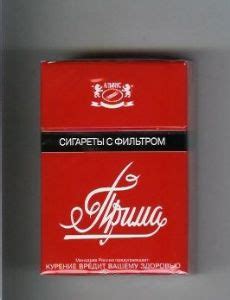 СИГАРЕТЫ С ФИЛЬТРОМ
Прима
Минздрав России предупреждает:
КУРЕНИЕ ВРЕДИТ ВАШЕМУ ЗДОРОВЬЮ